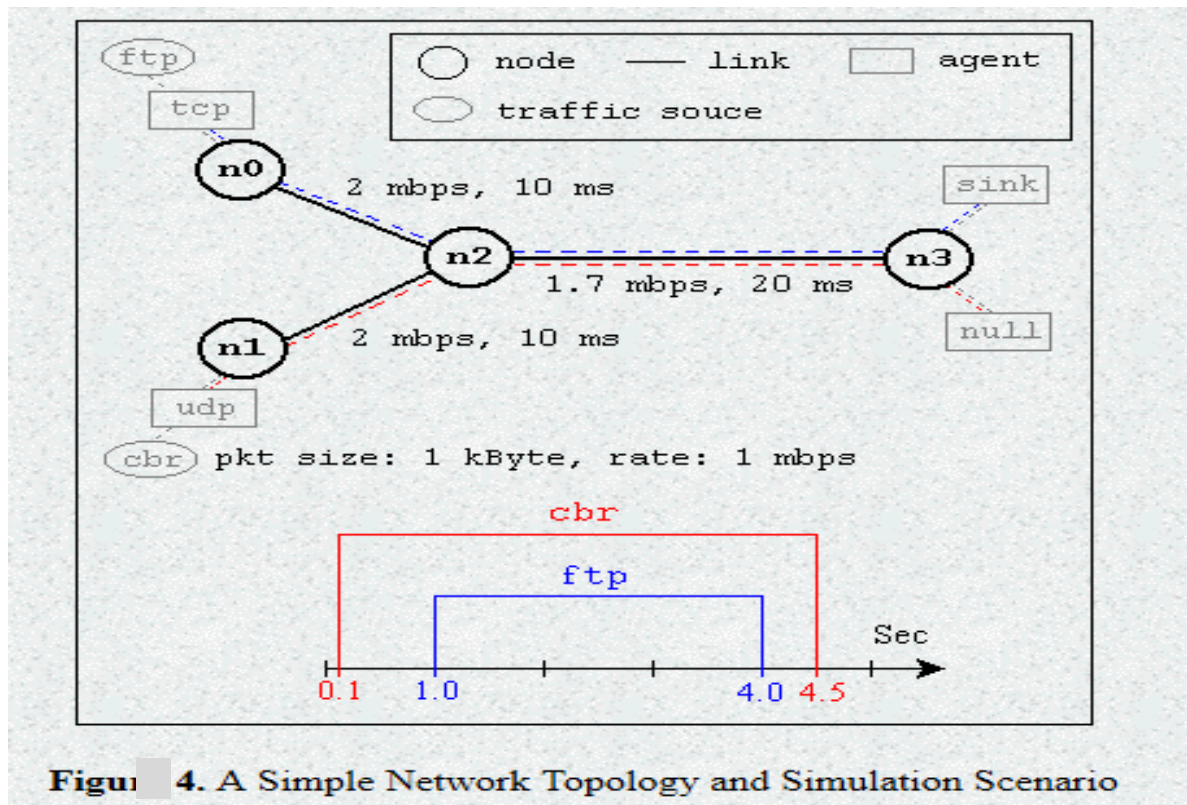 ftp
tcp
node link agent
traffic souce
n0
2 mbps, 10 ms
sink
n2
n3
1.7 mbps, 20 ms
n1
2 mbps, 10 ms
null
udp
cbr pkt size: 1 kByte, rate: 1 mbps
cbr
ftp
Sec
0.1 1.0 4.0 4.5
4. A Simple Network Topology and Simulation Scenario